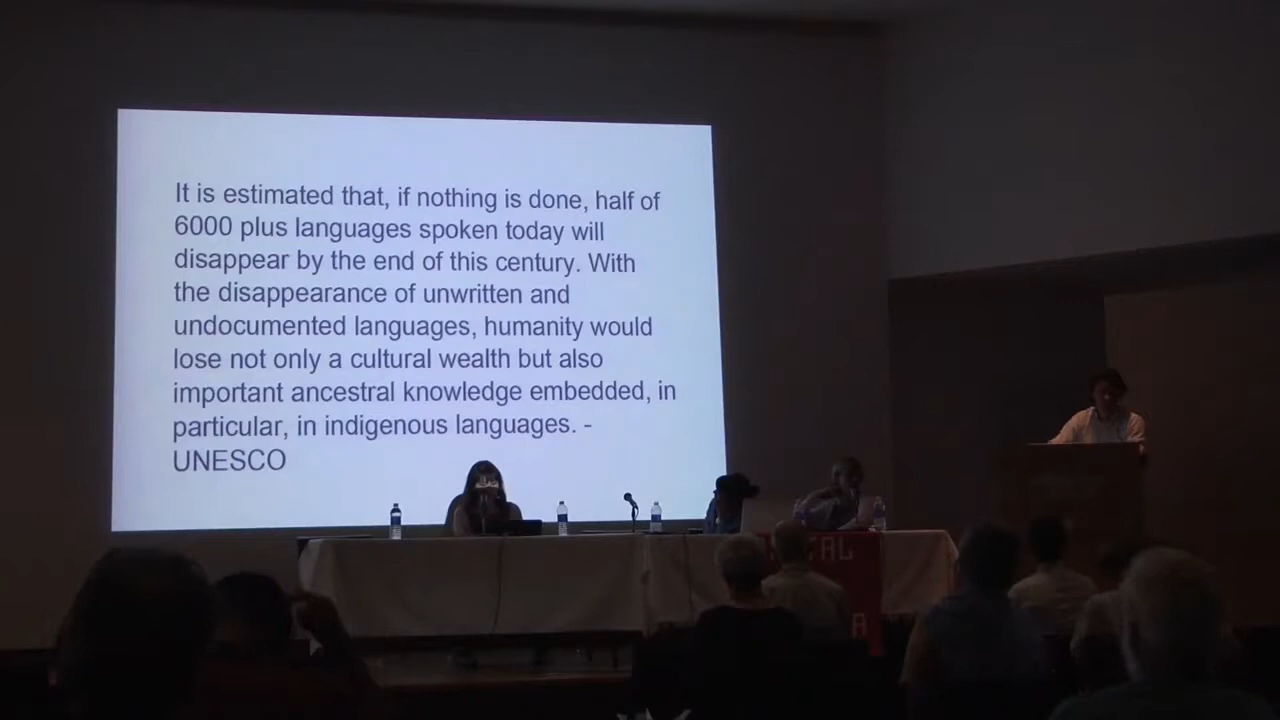 It is estimated that, if nothing is done, half of
6000 plus languages spoken today will
disappear by the end of this century. With
the disappearance of unwritten and
undocumented languages, humanity would
lose not only a cultural wealth but also
important ancestral knowledge embedded, in
particular, in indigenous languages. -
UNESCO